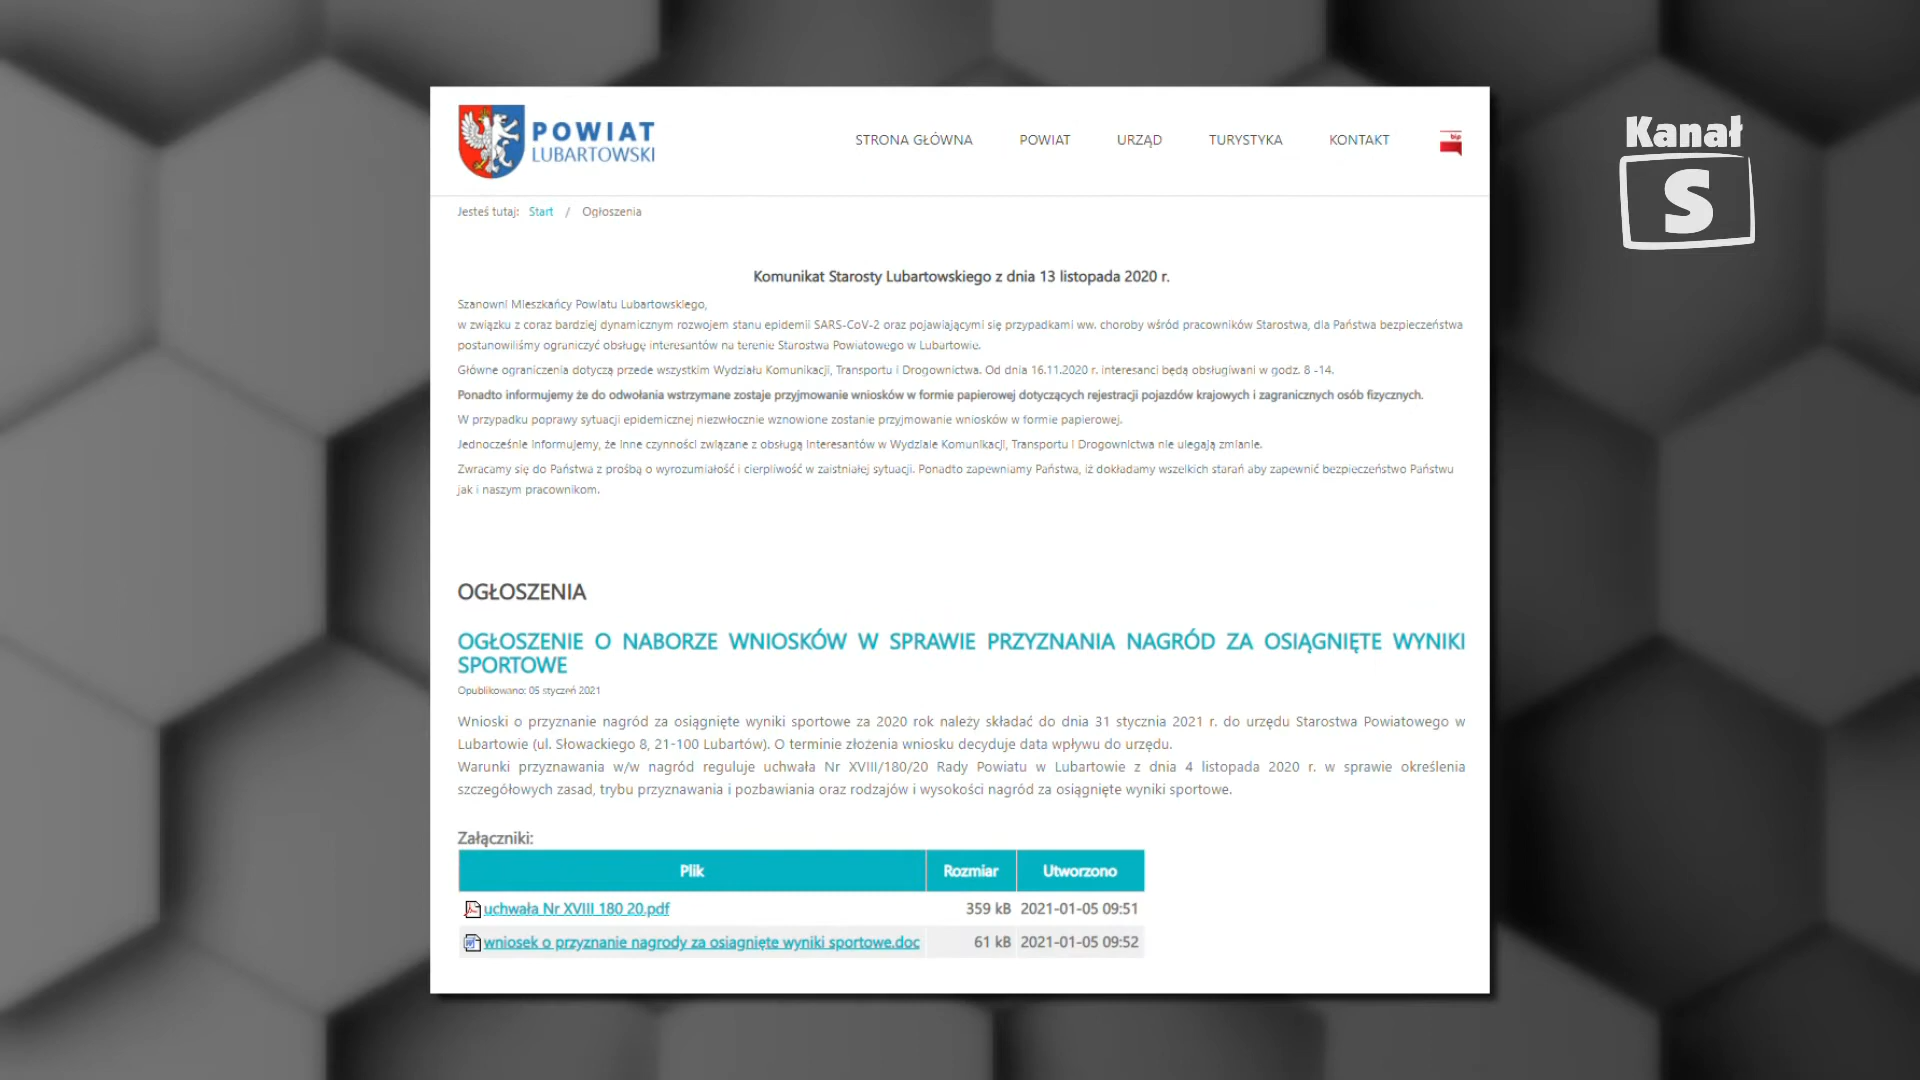 POWIAT
LUBARTOWSKI
STRONA GŁÓWNA POWIAT URZĄD TURYSTYKA KONTAKT
bip
Kanał
S
Jesteś tutaj: Start / Ogłoszenia
Komunikat Starosty Lubartowskiego z dnia 13 listopada 2020 r.
Szanowni Mieszkańcy Powiatu Lubartowskiego,
w związku z coraz bardziej dynamicznym rozwojem stanu epidemii SARS-CoV-2 oraz pojawiającymi się przypadkami ww. choroby wśród pracowników Starostwa, dla Państwa bezpieczeństwa
postanowiliśmy ograniczyć obsługę interesantów na terenie Starostwa Powiatowego w Lubartowie.
Główne ograniczenia dotyczą przede wszystkim Wydziału Komunikacji, Transportu i Drogownictwa. Od dnia 16.11.2020 r. interesanci będą obsługiwani w godz. 8 -14.
Ponadto informujemy że do odwołania wstrzymane zostaje przyjmowanie wniosków w formie papierowej dotyczących rejestracji pojazdów krajowych i zagranicznych osób fizycznych.
W przypadku poprawy sytuacji epidemicznej niezwłocznie wznowione zostanie przyjmowanie wniosków w formie papierowej.
Jednocześnie informujemy, że inne czynności związane z obsługą interesantów w Wydziale Komunikacji, Transportu i Drogownictwa nie ulegają zmianie.
Zwracamy się do Państwa z prośbą o wyrozumiałość i cierpliwość w zaistniałej sytuacji. Ponadto zapewniamy Państwa, iż dokładamy wszelkich starań aby zapewnić bezpieczeństwo Państwu
jak i naszym pracownikom.
OGŁOSZENIA
OGŁOSZENIE O NABORZE WNIOSKÓW W SPRAWIE PRZYZNANIA NAGRÓD ZA OSIĄGNIĘTE WYNIKI
SPORTOWE
Opublikowano: 05 styczeń 2021
Wnioski o przyznanie nagród za osiągnięte wyniki sportowe za 2020 rok należy składać do dnia 31 stycznia 2021 r. do urzędu Starostwa Powiatowego w
Lubartowie (ul. Słowackiego 8, 21-100 Lubartów). O terminie złożenia wniosku decyduje data wpływu do urzędu.
Warunki przyznawania w/w nagród reguluje uchwała Nr XVIII/180/20 Rady Powiatu w Lubartowie z dnia 4 listopada 2020 r. w sprawie określenia
szczegółowych zasad, trybu przyznawania i pozbawiania oraz rodzajów i wysokości nagród za osiągnięte wyniki sportowe.
Załączniki:
Plik Rozmiar Utworzono
uchwała Nr XVIII 180 20.pdf 359 kB 2021-01-05 09:51
wniosek o przyznanie nagrody za osiagnięte wyniki sportowe.doc 61 kB 2021-01-05 09:52